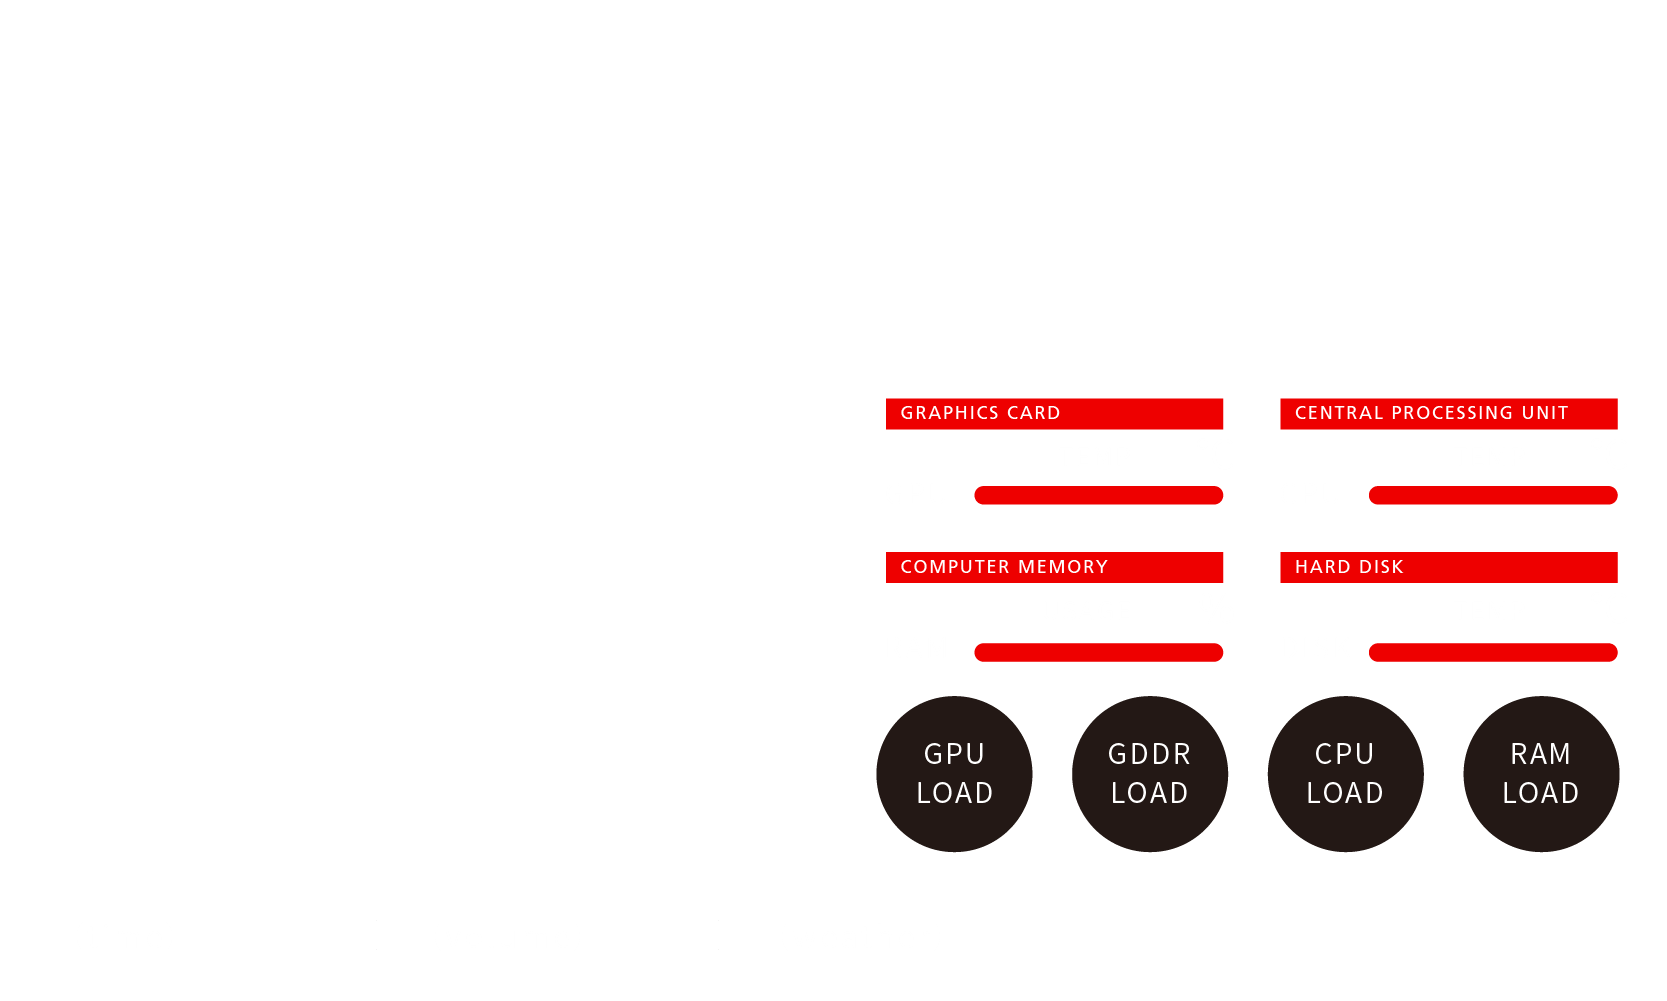 GRAPHICS CARD
CENTRAL PROCESSING UNIT
COMPUTER MEMORY
HARD DISK
GPU
LOAD
GDDR
LOAD
CPU
LOAD
RAM
LOAD